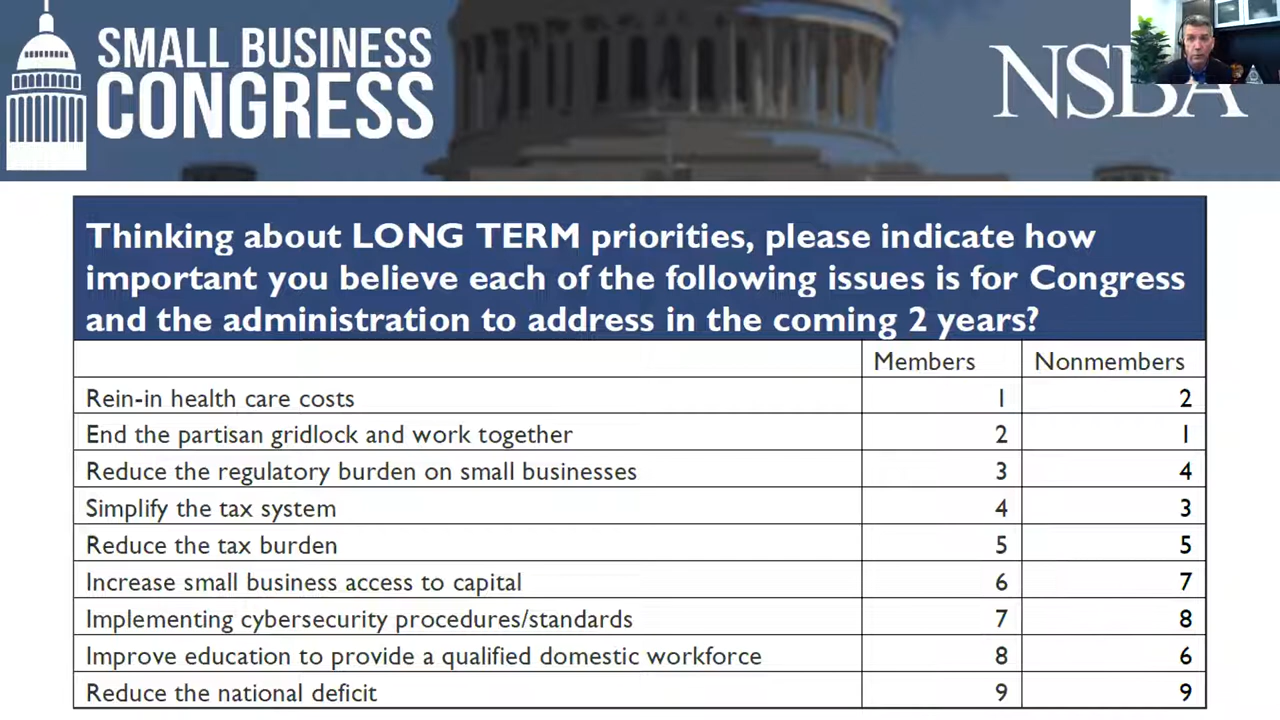 SMALL BUSINESS
CONGRESS
NSBA
Thinking about LONG TERM priorities, please indicate how
important you believe each of the following issues is for Congress
and the administration to address in the coming 2 years?
Members Nonmembers
Rein-in health care costs 1 2
End the partisan gridlock and work together 2 1
Reduce the regulatory burden on small businesses 3 4
Simplify the tax system 4 3
Reduce the tax burden 5 5
Increase small business access to capital 6 7
Implementing cybersecurity procedures/standards 7 8
Improve education to provide a qualified domestic workforce 8 6
Reduce the national deficit 9 9